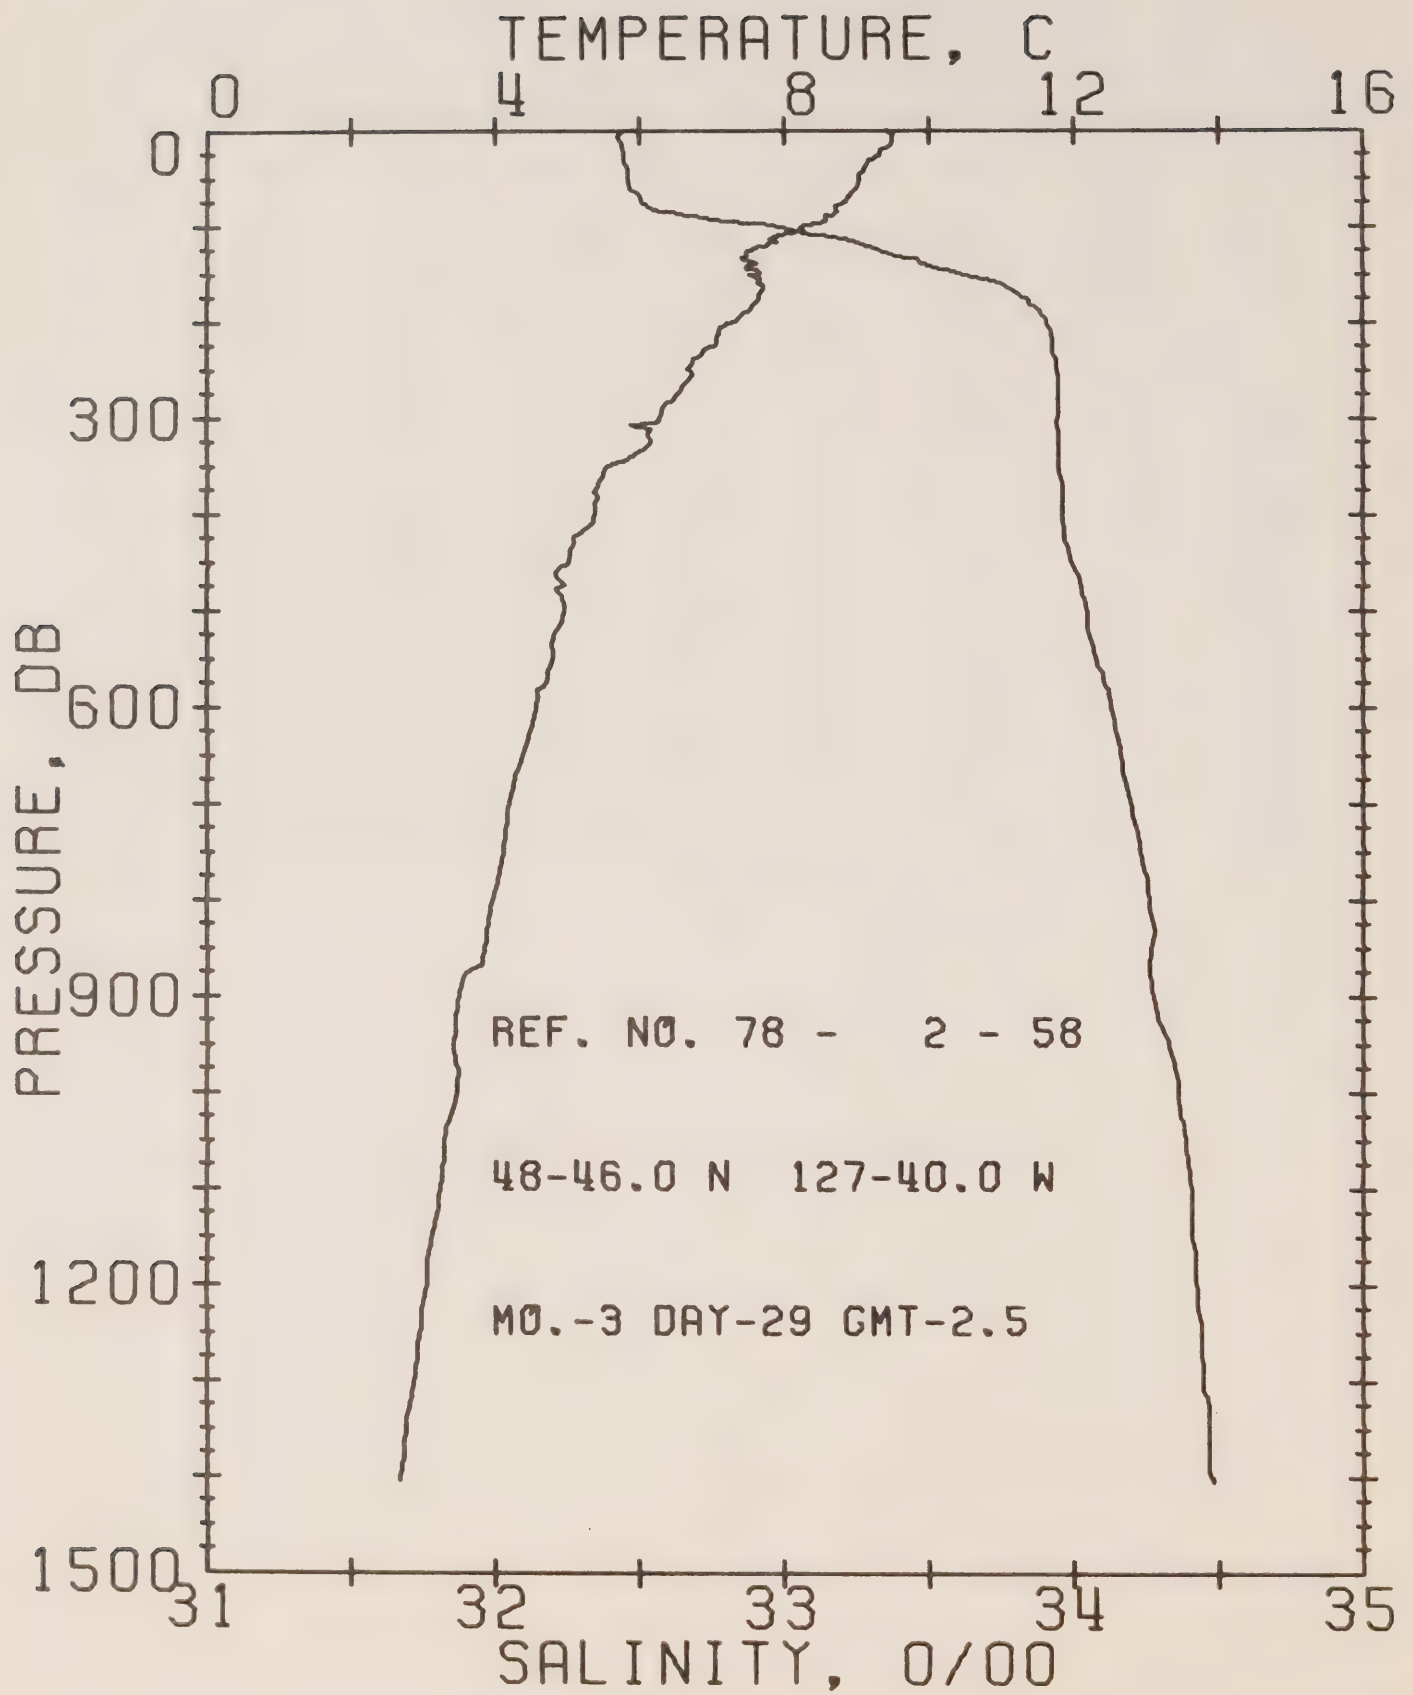 TEMPERATURE, C
0 4 8 12 16
0
300
600
900
1200
1500
PRESSURE, DB
REF. NO. 78 - 2 - 58
48-46.0 N 127-40.0 W
MO.-3 DAY-29 GMT-2.5
31 32 33 34 35
SALINITY, 0/00